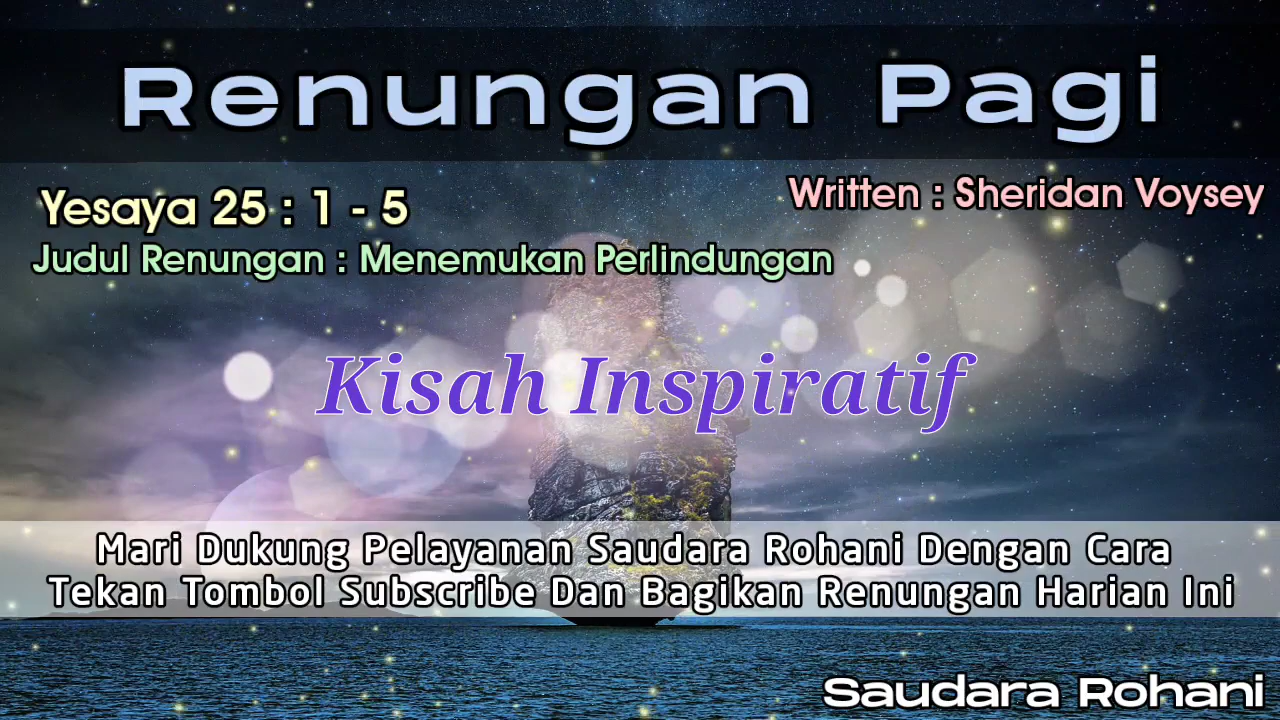 Renungan Pagi
Yesaya 25 : 1 - 5
Written : Sheridan Voysey
Judul Renungan : Menemukan Perlindungan
Kisah Inspiratif
Mari Dukung Pelayanan Saudara Rohani Dengan Cara
Tekan Tombol Subscribe Dan Bagikan Renungan Harian Ini
Saudara Rohani